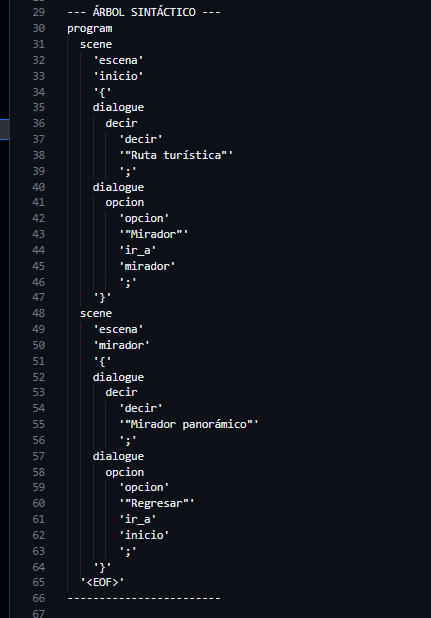 29 --- ÁRBOL SINTÁCTICO ---
30 program
31   scene
32     'escena'
33     'inicio'
34     '{'
35     dialogue
36       decir
37         'decir'
38         '"Ruta turística"'
39         ';'
40     dialogue
41       opcion
42         'opcion'
43         '"Mirador"'
44         'ir_a'
45         'mirador'
46         ';'
47     '}'
48   scene
49     'escena'
50     'mirador'
51     '{'
52     dialogue
53       decir
54         'decir'
55         '"Mirador panorámico"'
56         ';'
57     dialogue
58       opcion
59         'opcion'
60         '"Regresar"'
61         'ir_a'
62         'inicio'
63         ';'
64     '}'
65   '<EOF>'
66 ------------------------
67